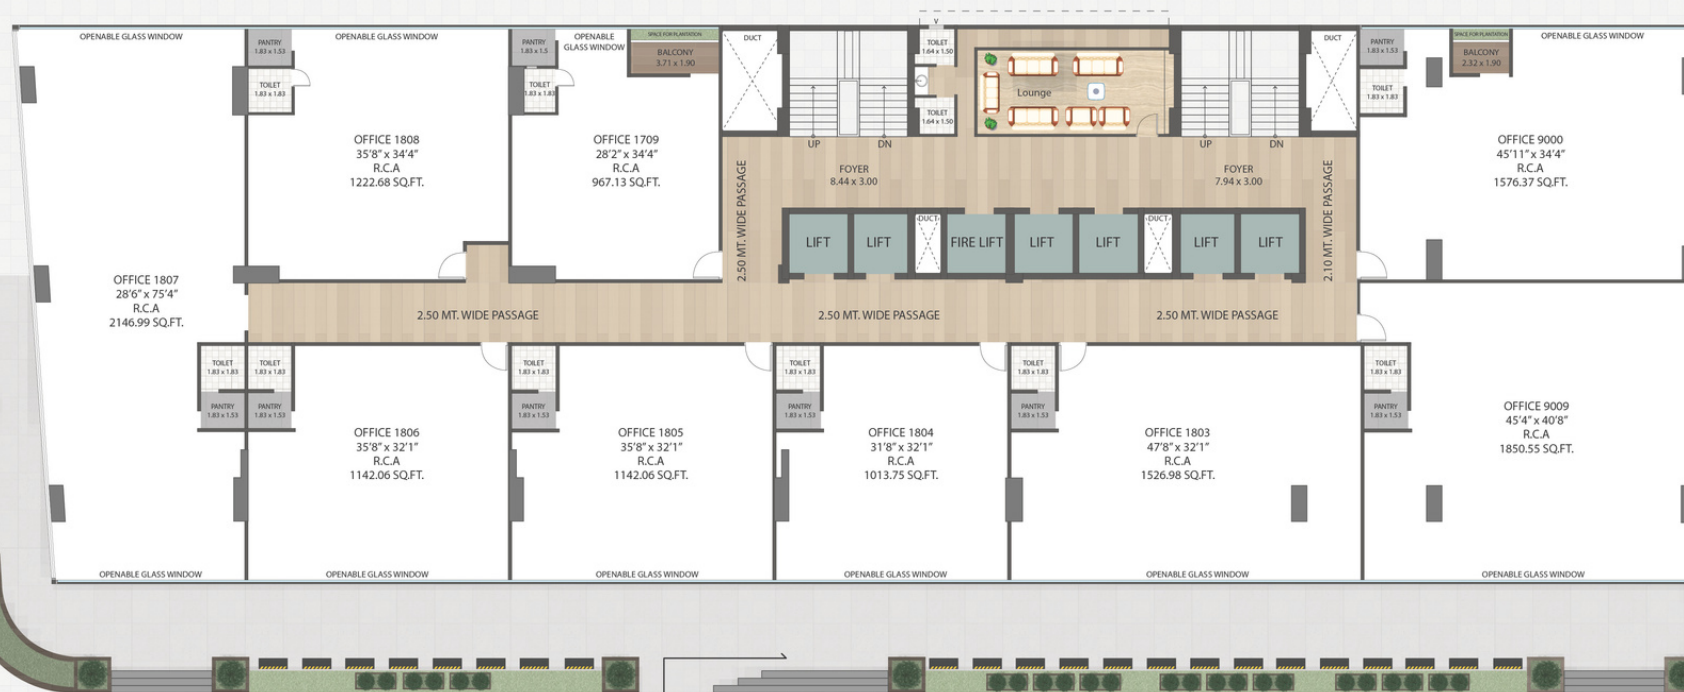 OPENABLE GLASS WINDOW
PANTRY
1.83 x 1.53
OPENABLE GLASS WINDOW
PANTRY
1.83 x 1.5
OPENABLE
GLASS WINDOW
SPACE FOR PLANTATION
BALCONY
3.71 x 1.90
DUCT
V
TOILET
1.64 x 1.50
DUCT
PANTRY
1.83 x 1.53
SPACE FOR PLANTATION
BALCONY
2.32 x 1.90
OPENABLE GLASS WINDOW
TOILET
1.83 x 1.83
TOILET
1.83 x 1.83
Lounge
TOILET
1.64 x 1.50
TOILET
1.83 x 1.83
OFFICE 1808
35'8" x 34'4"
R.C.A
1222.68 SQ.FT.
OFFICE 1709
28'2" x 34'4"
R.C.A
967.13 SQ.FT.
UP
DN
UP
DN
OFFICE 9000
45'11" x 34'4"
R.C.A
1576.37 SQ.FT.
2.50 MT. WIDE PASSAGE
FOYER
8.44 x 3.00
FOYER
7.94 x 3.00
2.10 MT. WIDE PASSAGE
LIFT
LIFT
DUCT
FIRE LIFT
LIFT
LIFT
DUCT
LIFT
LIFT
OFFICE 1807
28'6" x 75'4"
R.C.A
2146.99 SQ.FT.
2.50 MT. WIDE PASSAGE
2.50 MT. WIDE PASSAGE
2.50 MT. WIDE PASSAGE
TOILET
1.83 x 1.83
TOILET
1.83 x 1.83
TOILET
1.83 x 1.83
TOILET
1.83 x 1.83
TOILET
1.83 x 1.83
TOILET
1.83 x 1.83
PANTRY
1.83 x 1.53
PANTRY
1.83 x 1.53
PANTRY
1.83 x 1.53
PANTRY
1.83 x 1.53
PANTRY
1.83 x 1.53
PANTRY
1.83 x 1.53
OFFICE 1806
35'8" x 32'1"
R.C.A
1142.06 SQ.FT.
OFFICE 1805
35'8" x 32'1"
R.C.A
1142.06 SQ.FT.
OFFICE 1804
31'8" x 32'1"
R.C.A
1013.75 SQ.FT.
OFFICE 1803
47'8" x 32'1"
R.C.A
1526.98 SQ.FT.
OFFICE 9009
45'4" x 40'8"
R.C.A
1850.55 SQ.FT.
OPENABLE GLASS WINDOW
OPENABLE GLASS WINDOW
OPENABLE GLASS WINDOW
OPENABLE GLASS WINDOW
OPENABLE GLASS WINDOW
OPENABLE GLASS WINDOW